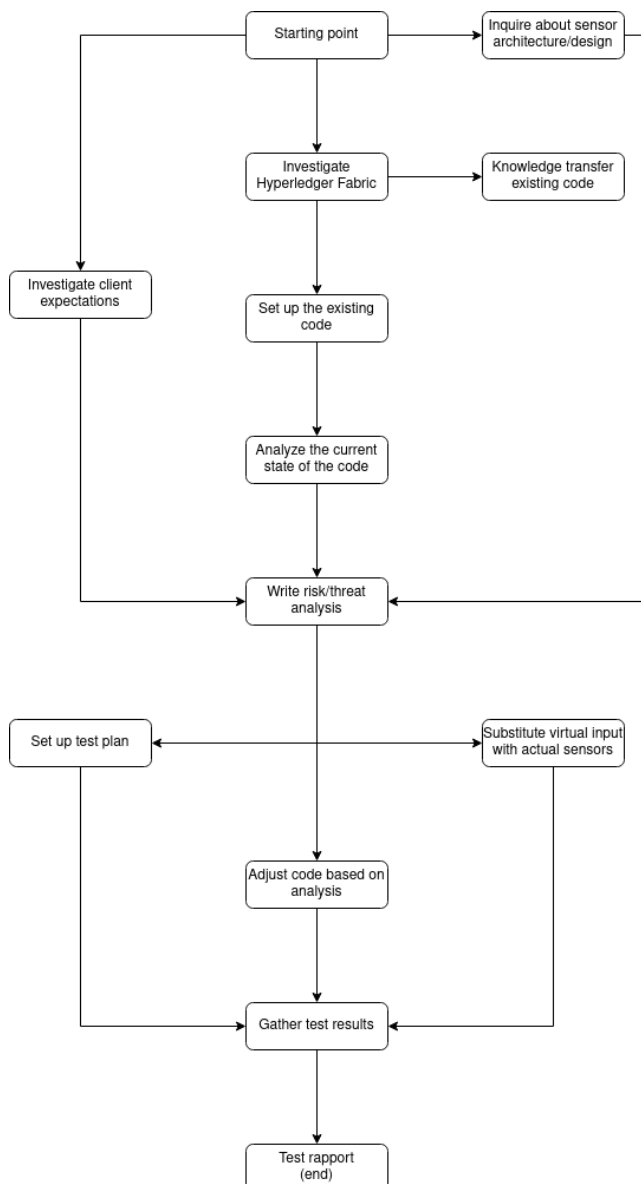 Starting point
Inquire about sensor
architecture/design
Investigate
Hyperledger Fabric
Knowledge transfer
existing code
Investigate client
expectations
Set up the existing
code
Analyze the current
state of the code
Write risk/threat
analysis
Set up test plan
Substitute virtual input
with actual sensors
Adjust code based on
analysis
Gather test results
Test rapport
(end)